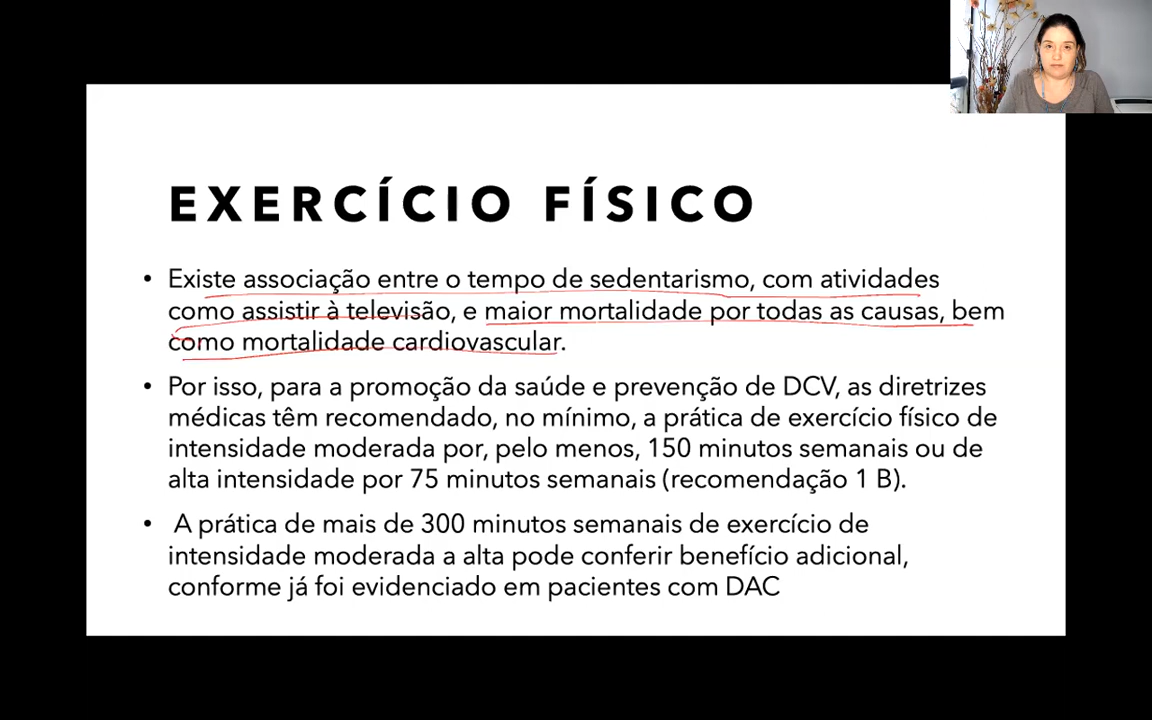 EXERCÍCIO FÍSICO
• Existe associação entre o tempo de sedentarismo, com atividades
como assistir à televisão, e maior mortalidade por todas as causas, bem
como mortalidade cardiovascular.
• Por isso, para a promoção da saúde e prevenção de DCV, as diretrizes
médicas têm recomendado, no mínimo, a prática de exercício físico de
intensidade moderada por, pelo menos, 150 minutos semanais ou de
alta intensidade por 75 minutos semanais (recomendação 1 B).
• A prática de mais de 300 minutos semanais de exercício de
intensidade moderada a alta pode conferir benefício adicional,
conforme já foi evidenciado em pacientes com DAC